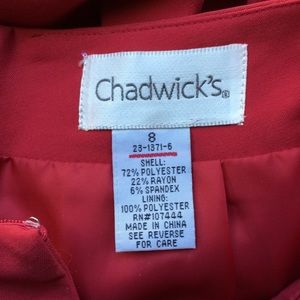 Chadwick's®
8
23-1371-6
SHELL:
72% POLYESTER
22% RAYON
6% SPANDEX
LINING:
100% POLYESTER
RN#107444
MADE IN CHINA
SEE REVERSE
FOR CARE